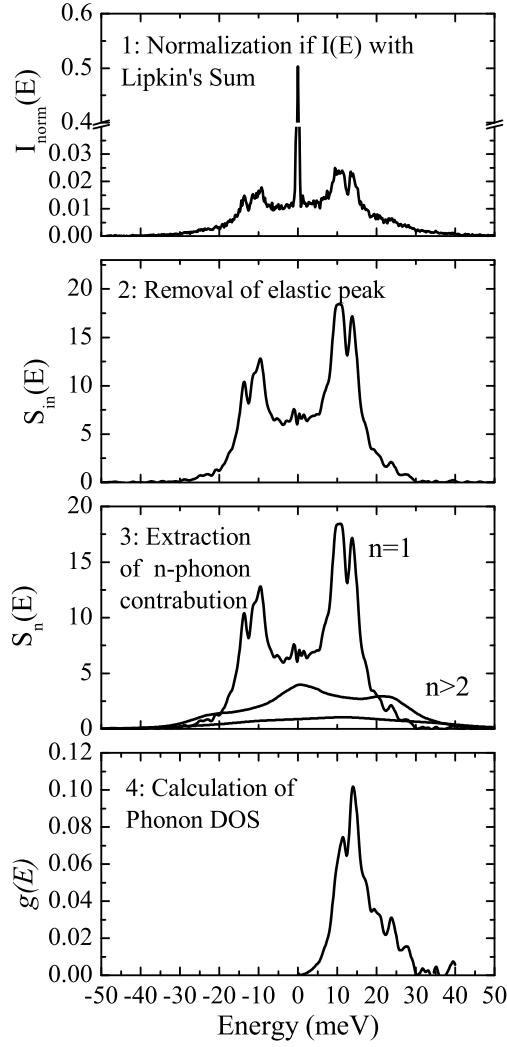 0.6
1: Normalization if I(E) with
Lipkin's Sum
0.5
0.4
0.03
0.02
0.01
0.00
I_norm(E)
2: Removal of elastic peak
20
15
10
5
0
S_in(E)
20
3: Extraction
of n-phonon
contrabution
n=1
n>2
15
10
5
0
S_n(E)
0.12
4: Calculation of
Phonon DOS
0.10
0.08
0.06
0.04
0.02
0.00
g(E)
-50 -40 -30 -20 -10 0 10 20 30 40 50
Energy (meV)